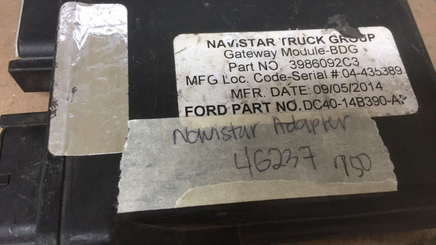 NAVISTAR TRUCK GROUP
Gateway Module-BDG
Part NO. 3986092C3
MFG Loc. Code-Serial # 04-435389
MFR. DATE: 09/05/2014
FORD PART NO. DC40-14B390-A
Navistar Adapter
4G237 750